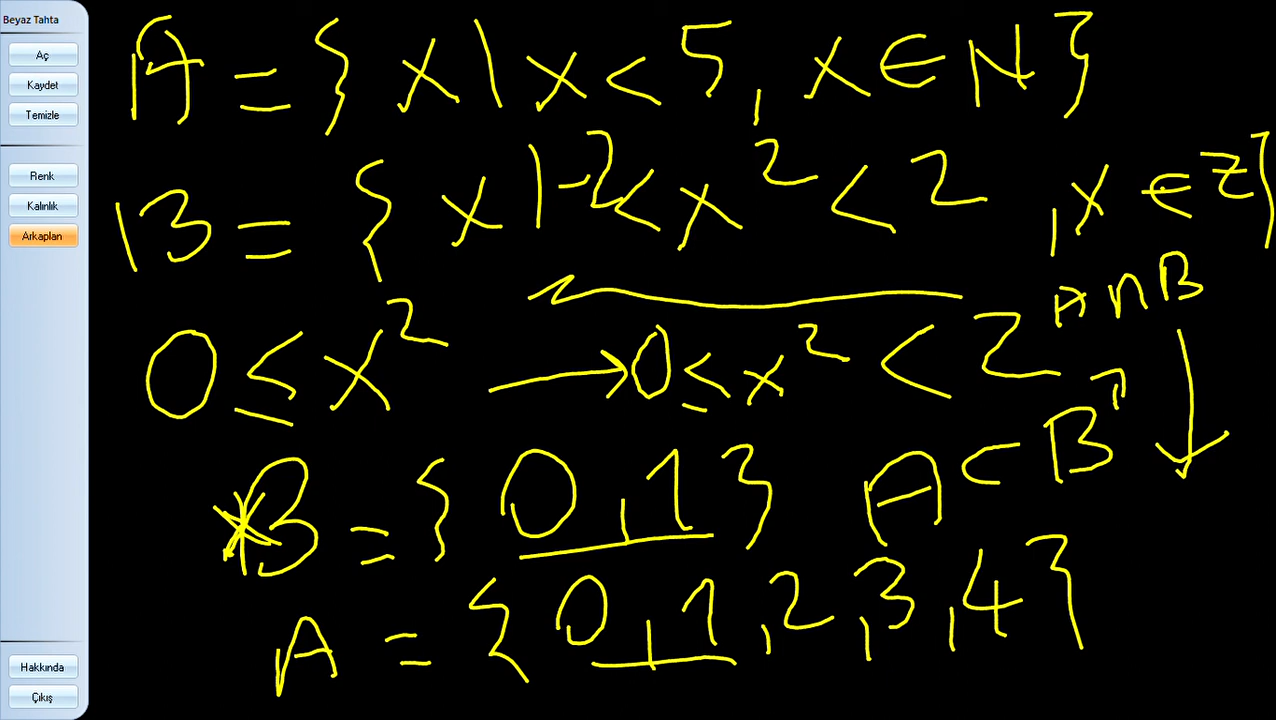 Beyaz Tahta
Aç
Kaydet
Temizle
Renk
Kalınlık
Arkaplan
Hakkında
Çıkış
A = { x | x < 5, x ∈ N }
B = { x | -2 < x² < 2, x ∈ Z }
A ∩ B
0 ≤ x² → 0 ≤ x² < 2
*B = { 0, 1 } A ⊂ B ?
A = { 0, 1, 2, 3, 4 }